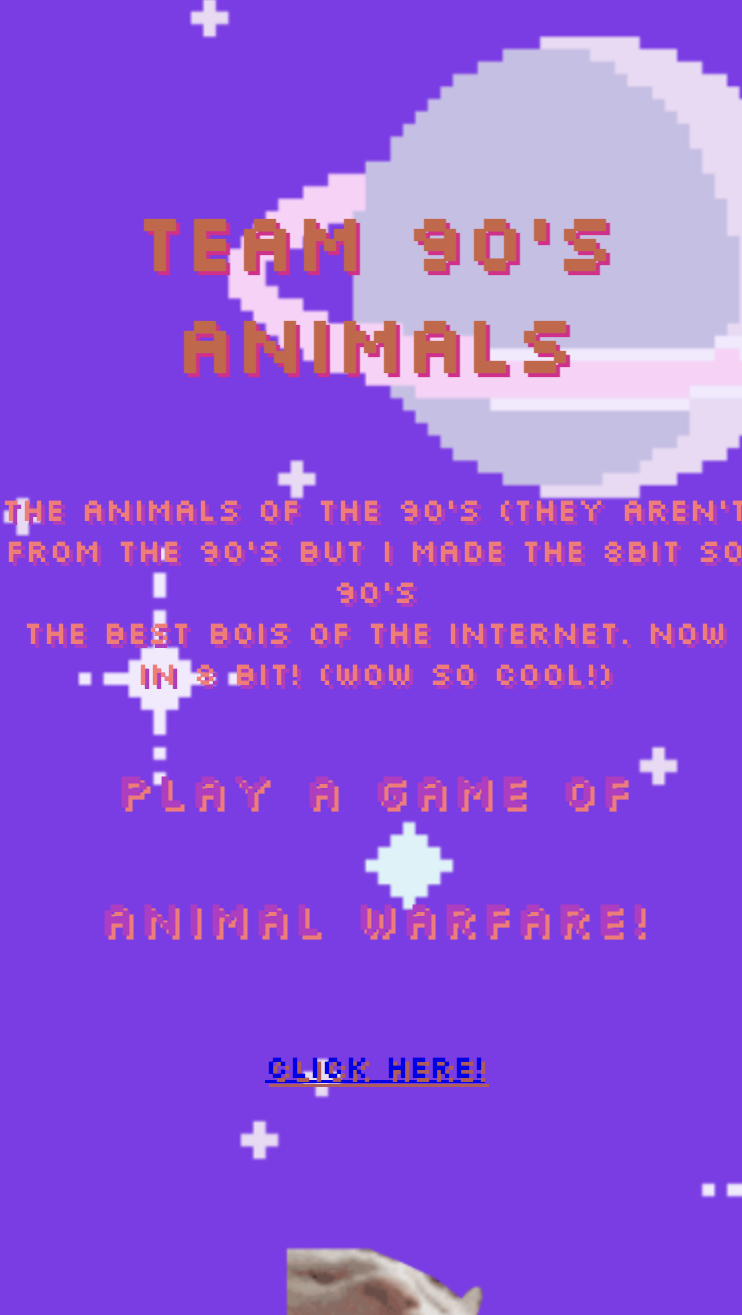 TEAM 90'S
ANIMALS
THE ANIMALS OF THE 90'S (THEY AREN'T
FROM THE 90'S BUT I MADE THE 8BIT SO
90'S
THE BEST BOIS OF THE INTERNET. NOW
IN 8 BIT! (WOW SO COOL!)
PLAY A GAME OF
ANIMAL WARFARE!
CLICK HERE!